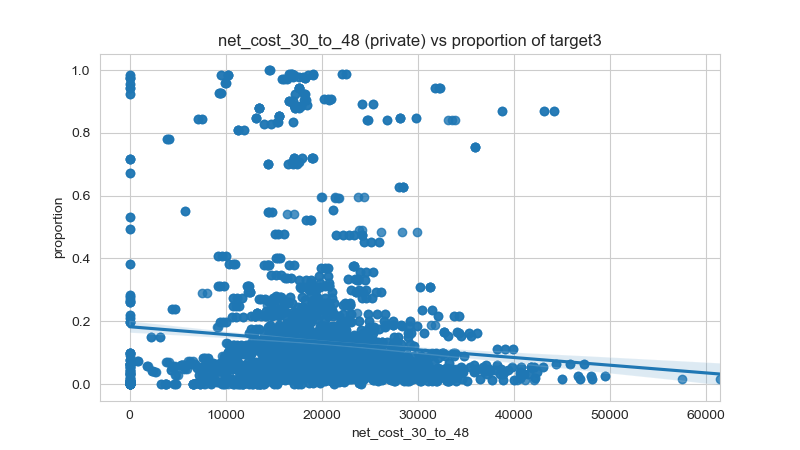 net_cost_30_to_48 (private) vs proportion of target3
1.0
0.8
0.6
0.4
0.2
0.0
proportion
0 10000 20000 30000 40000 50000 60000
net_cost_30_to_48